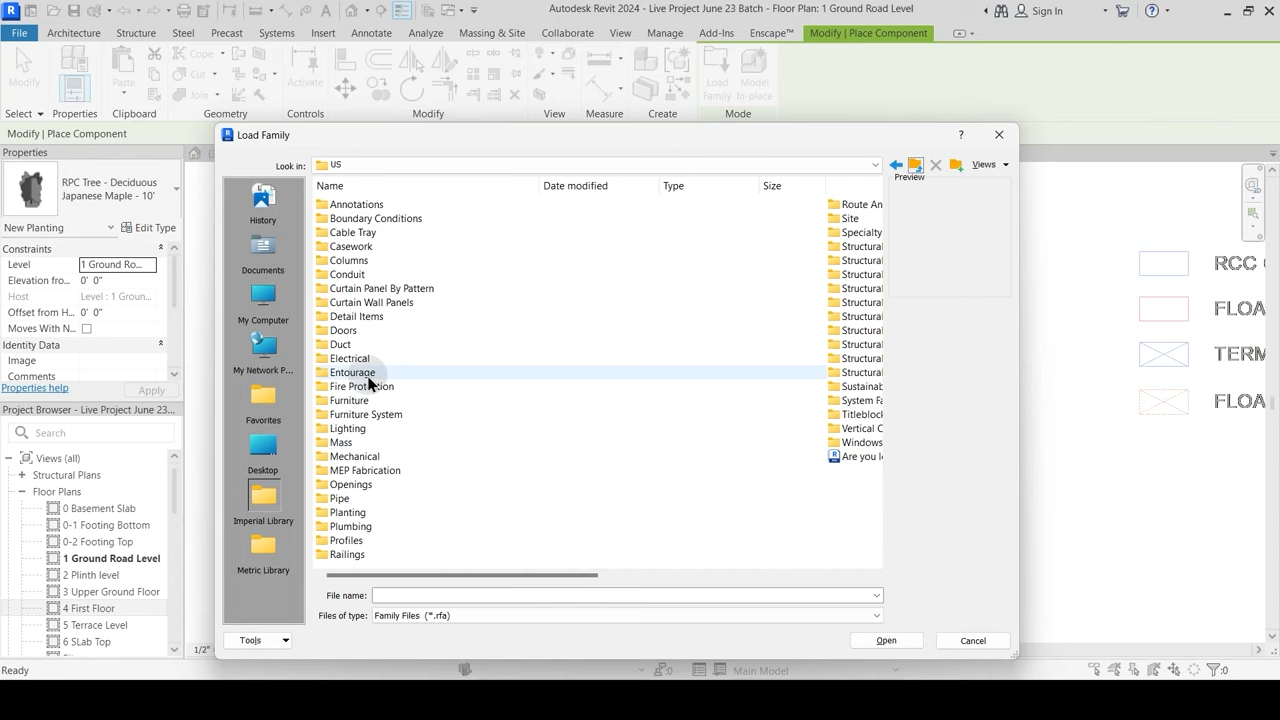 Autodesk Revit 2024 - Live Project June 23 Batch - Floor Plan: 1 Ground Road Level
Sign In
File Architecture Structure Steel Precast Systems Insert Annotate Analyze Massing & Site Collaborate View Manage Add-Ins Enscape™ Modify | Place Component
Modify
Paste
Cope
Cut
Join
Activate
Load Family
Model In-place
Select Properties Clipboard Geometry Controls Modify View Measure Create Mode
Modify | Place Component
Properties
RPC Tree - Deciduous
Japanese Maple - 10'
New Planting Edit Type
Constraints
Level 1 Ground Ro...
Elevation fro... 0' 0"
Host Level : 1 Groun...
Offset from H... 0' 0"
Moves With N...
Identity Data
Image
Comments
Properties help Apply
Project Browser - Live Project June 23...
Search
Views (all)
Structural Plans
Floor Plans
0 Basement Slab
0-1 Footing Bottom
0-2 Footing Top
1 Ground Road Level
2 Plinth level
3 Upper Ground Floor
4 First Floor
5 Terrace Level
6 SLab Top
Ready
Load Family
Look in: US
Views
History
Documents
My Computer
My Network P...
Favorites
Desktop
Imperial Library
Metric Library
Name Date modified Type Size
Annotations
Boundary Conditions
Cable Tray
Casework
Columns
Conduit
Curtain Panel By Pattern
Curtain Wall Panels
Detail Items
Doors
Duct
Electrical
Entourage
Fire Protection
Furniture
Furniture System
Lighting
Mass
Mechanical
MEP Fabrication
Openings
Pipe
Planting
Plumbing
Profiles
Railings
Route An
Site
Specialty
Structural
Structural
Structural
Structural
Structural
Structural
Structural
Structural
Structural
Structural
Sustainab
System Fa
Titleblock
Vertical C
Windows
Are you l
Preview
File name:
Files of type: Family Files (*.rfa)
Tools Open Cancel
RCC
FLOA
TERM
FLOA
1/2"
:0 Main Model :0